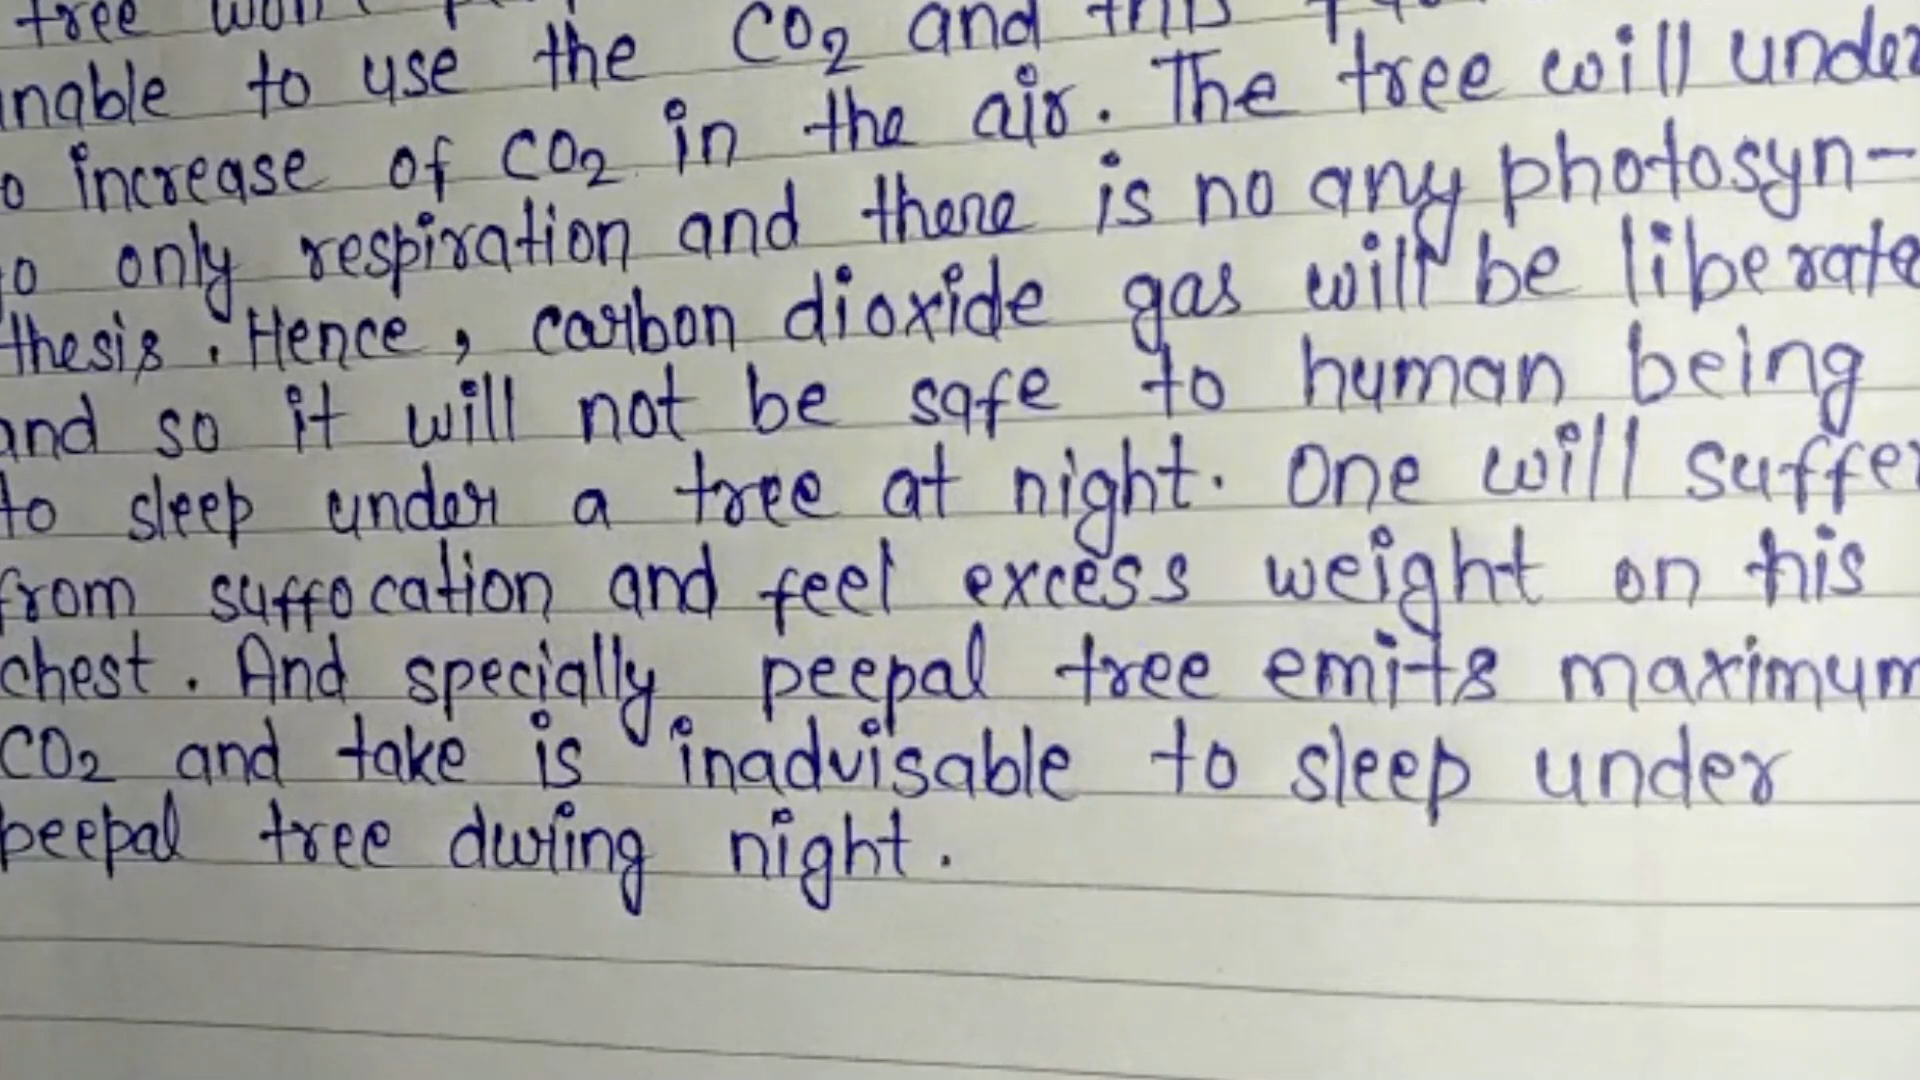 tree
nable to use the CO2 and this
o increase of CO2 in the air. The tree will under
o only respiration and there is no any photosyn-
thesis. Hence, carbon dioxide gas will be liberate
and so it will not be safe to human being
to sleep under a tree at night. One will suffer
from suffocation and feel excess weight on his
chest. And specially peepal tree emits maximum
CO2 and take is inadvisable to sleep under
peepal tree during night.